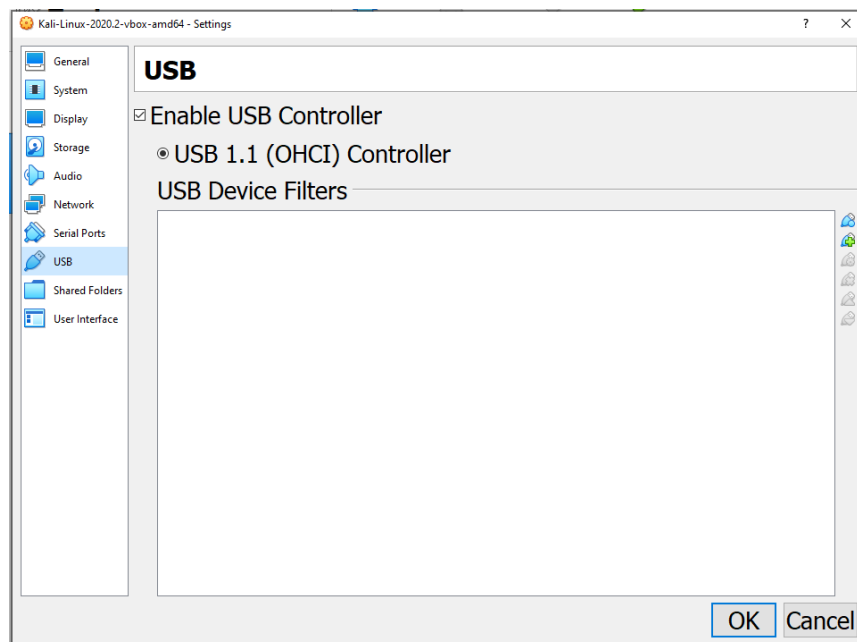 Kali-Linux-2020.2-vbox-amd64 - Settings
General
System
Display
Storage
Audio
Network
Serial Ports
USB
Shared Folders
User Interface
USB
Enable USB Controller
USB 1.1 (OHCI) Controller
USB Device Filters
OK
Cancel